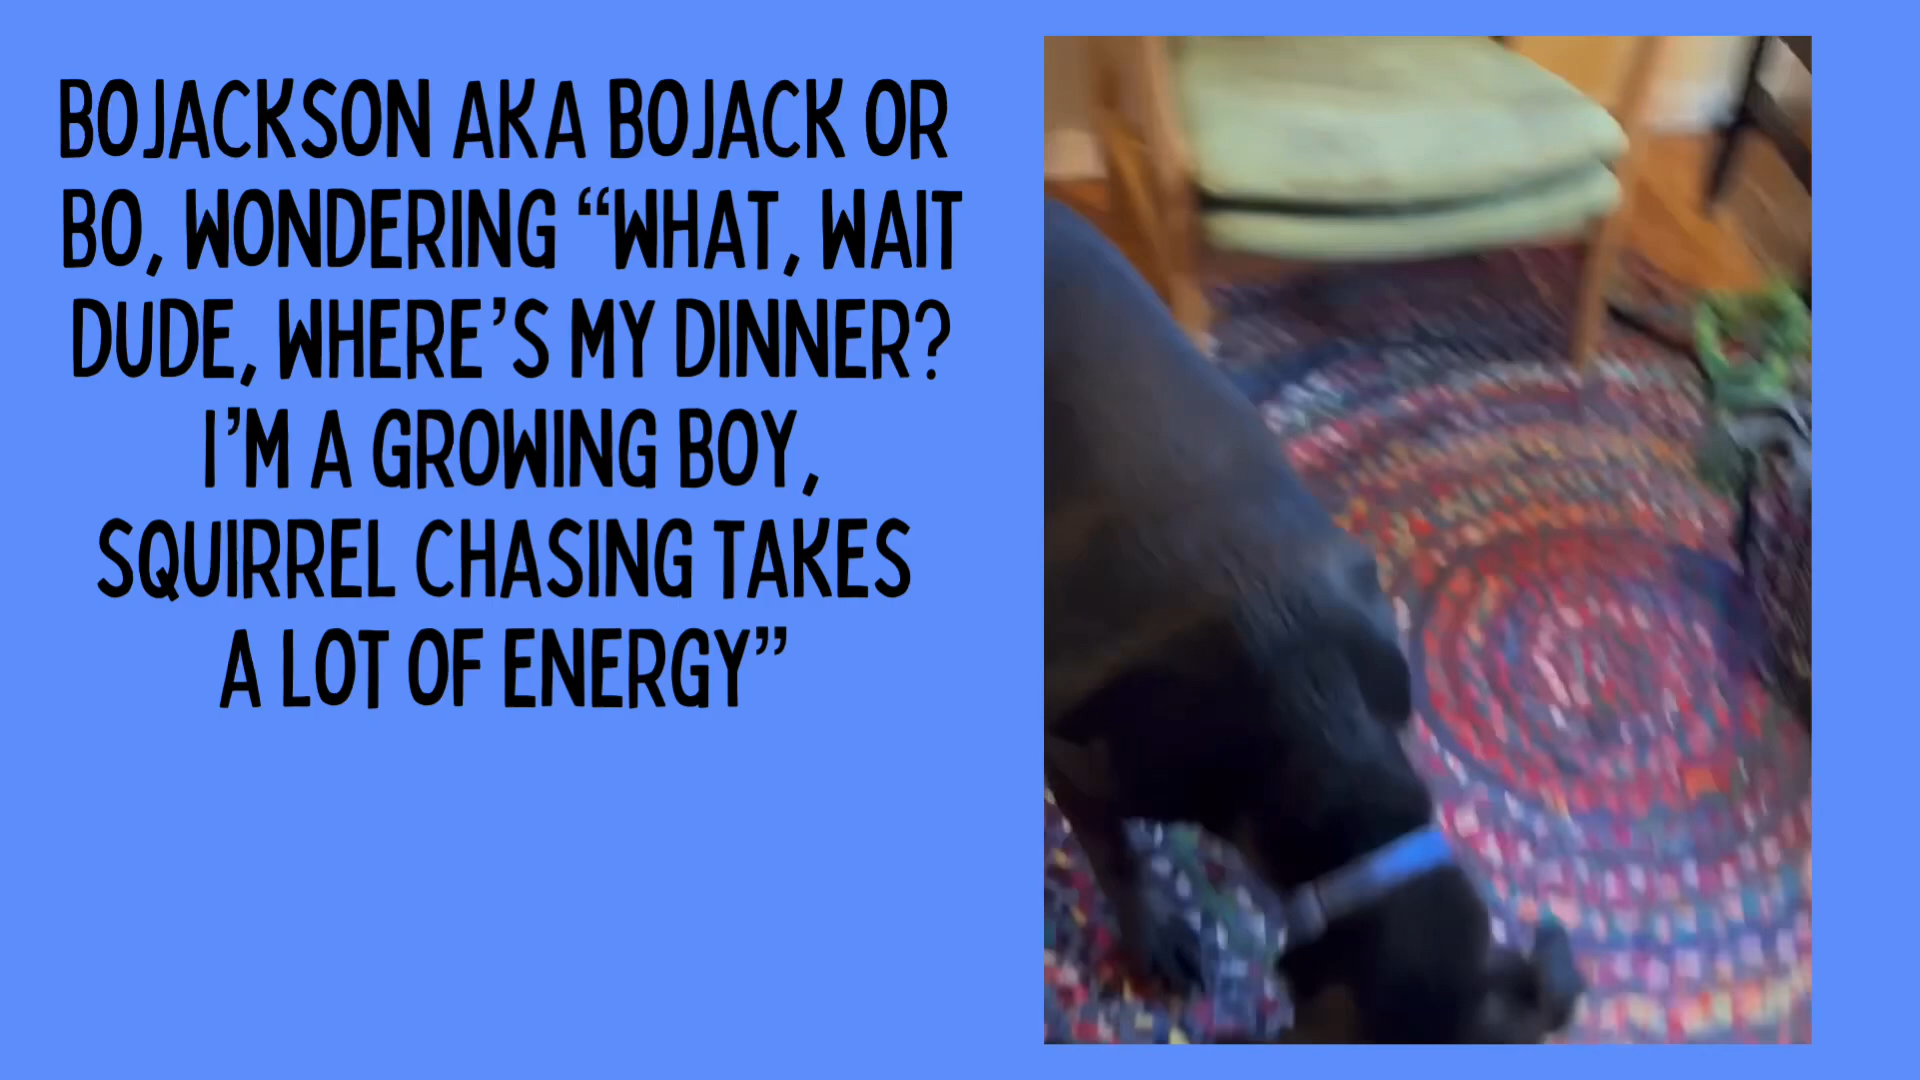 BOJACKSON AKA BOJACK OR
BO, WONDERING “WHAT, WAIT
DUDE, WHERE’S MY DINNER?
I’M A GROWING BOY,
SQUIRREL CHASING TAKES
A LOT OF ENERGY”